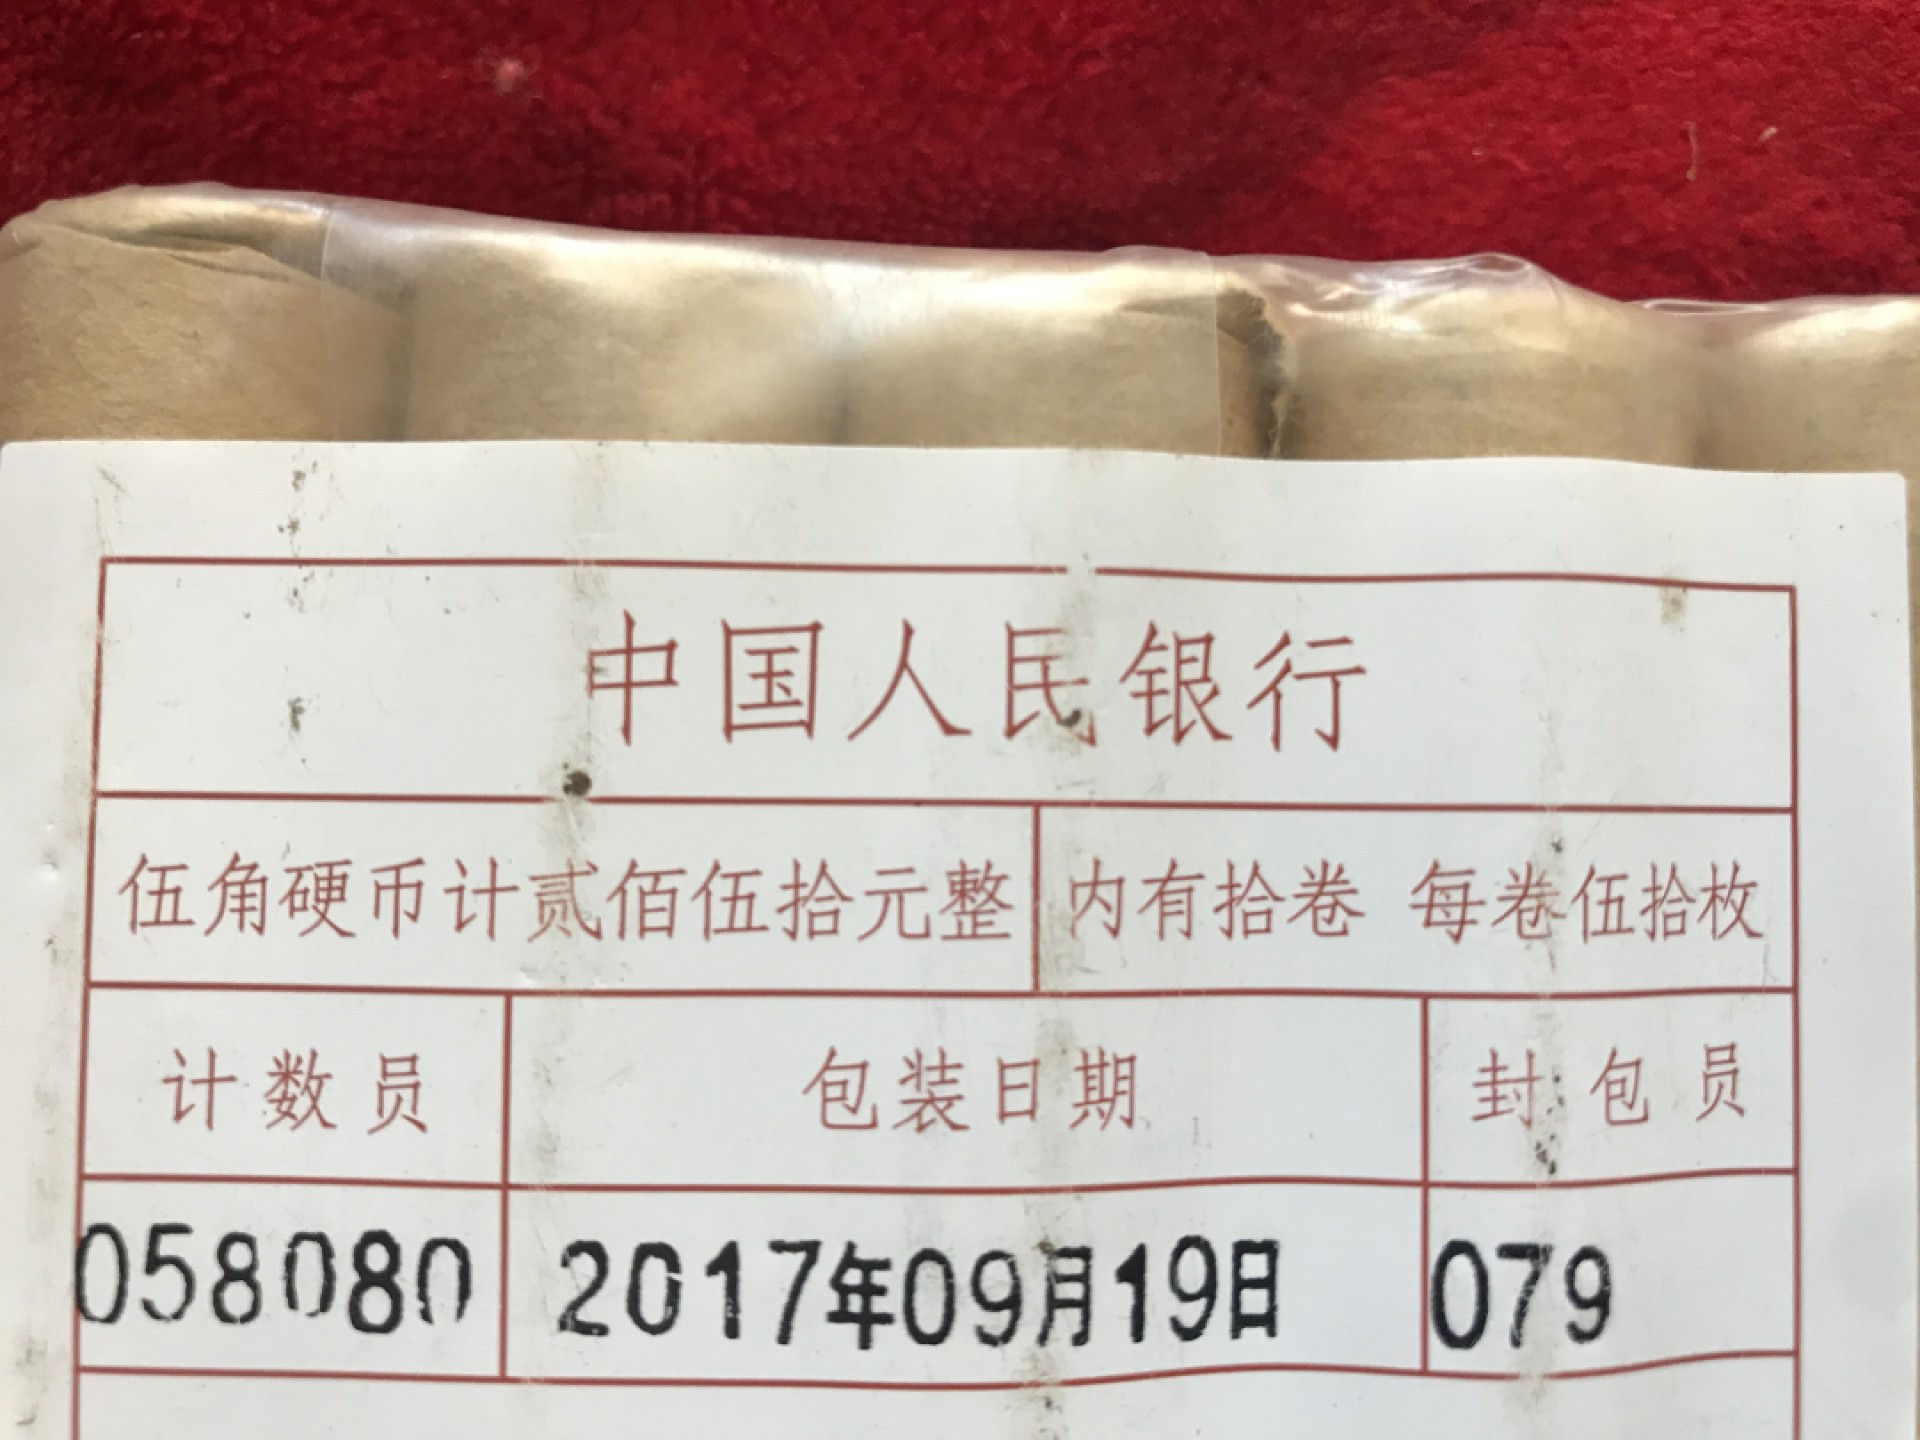 中国人民银行
伍角硬币计贰佰伍拾元整 内有拾卷 每卷伍拾枚
计数员 包装日期 封包员
058080 2017年09月19日 079